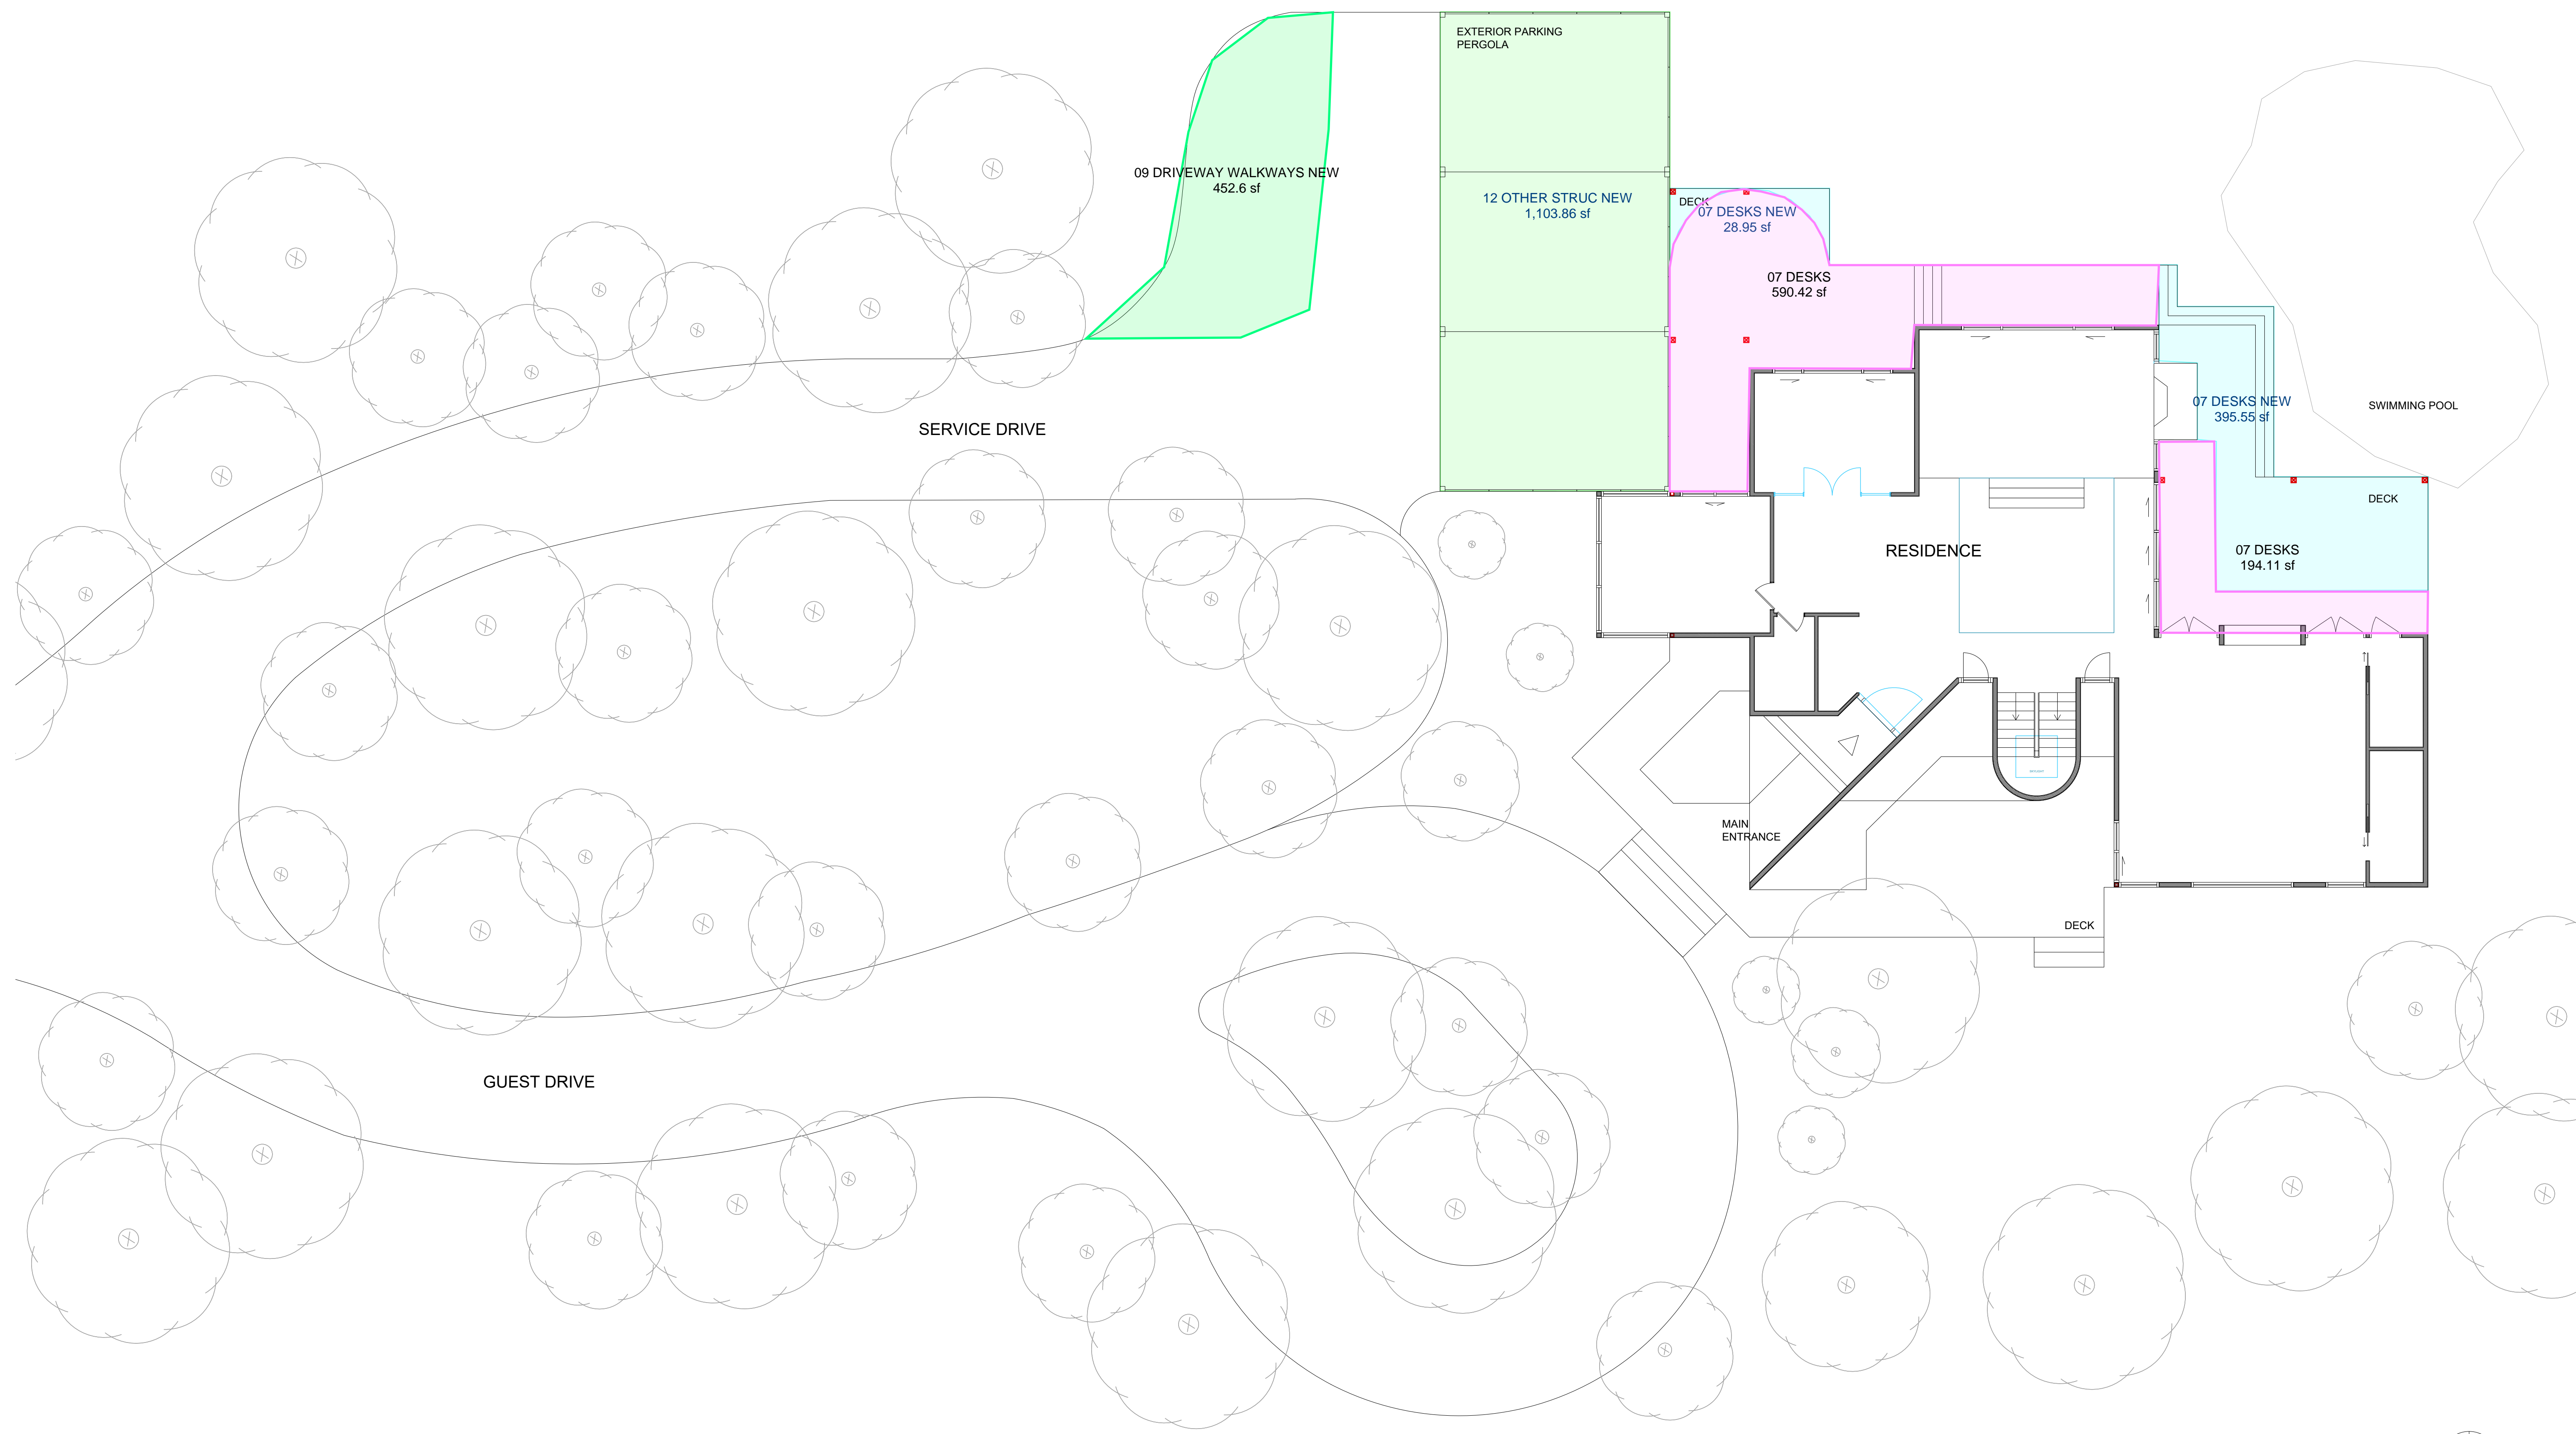 EXTERIOR PARKING
PERGOLA
09 DRIVEWAY WALKWAYS NEW
452.6 sf
12 OTHER STRUC NEW
1,103.86 sf
DECK
07 DESKS NEW
28.95 sf
07 DESKS
590.42 sf
SERVICE DRIVE
07 DESKS NEW
395.55 sf
SWIMMING POOL
DECK
RESIDENCE
07 DESKS
194.11 sf
MAIN
ENTRANCE
DECK
GUEST DRIVE